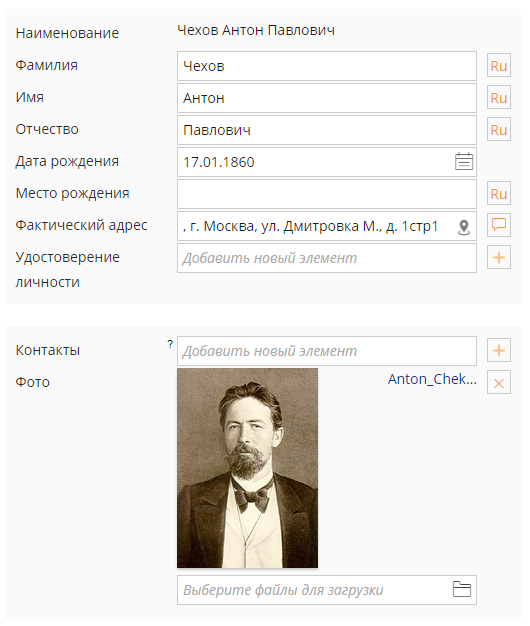 Наименование Чехов Антон Павлович
Фамилия Чехов Ru
Имя Антон Ru
Отчество Павлович Ru
Дата рождения 17.01.1860
Место рождения Ru
Фактический адрес , г. Москва, ул. Дмитровка М., д. 1стр1
Удостоверение Добавить новый элемент
личности
Контакты ? Добавить новый элемент
Фото Anton_Chek...
Выберите файлы для загрузки